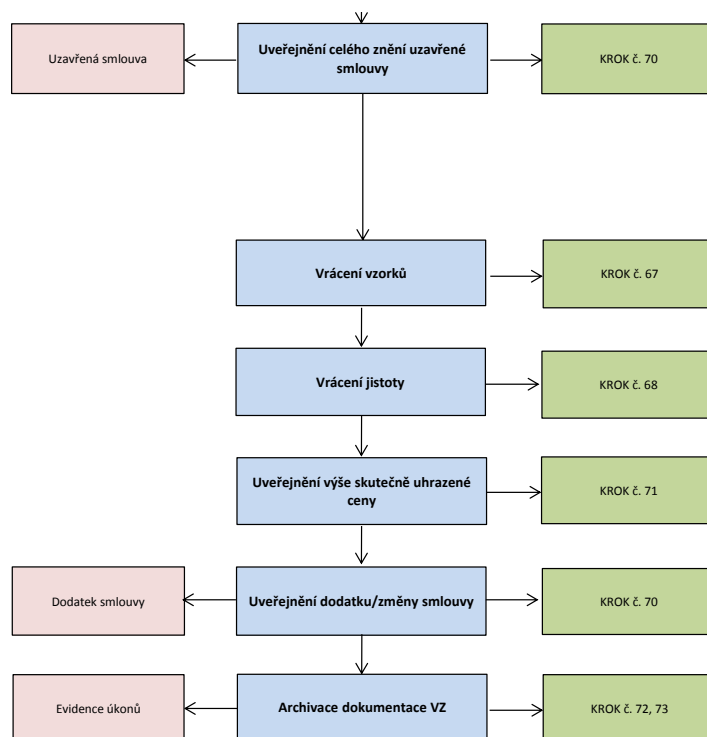 Uzavřená smlouva
Uveřejnění celého znění uzavřené
smlouvy
KROK č. 70
Vrácení vzorků
KROK č. 67
Vrácení jistoty
KROK č. 68
Uveřejnění výše skutečně uhrazené
ceny
KROK č. 71
Dodatek smlouvy
Uveřejnění dodatku/změny smlouvy
KROK č. 70
Evidence úkonů
Archivace dokumentace VZ
KROK č. 72, 73